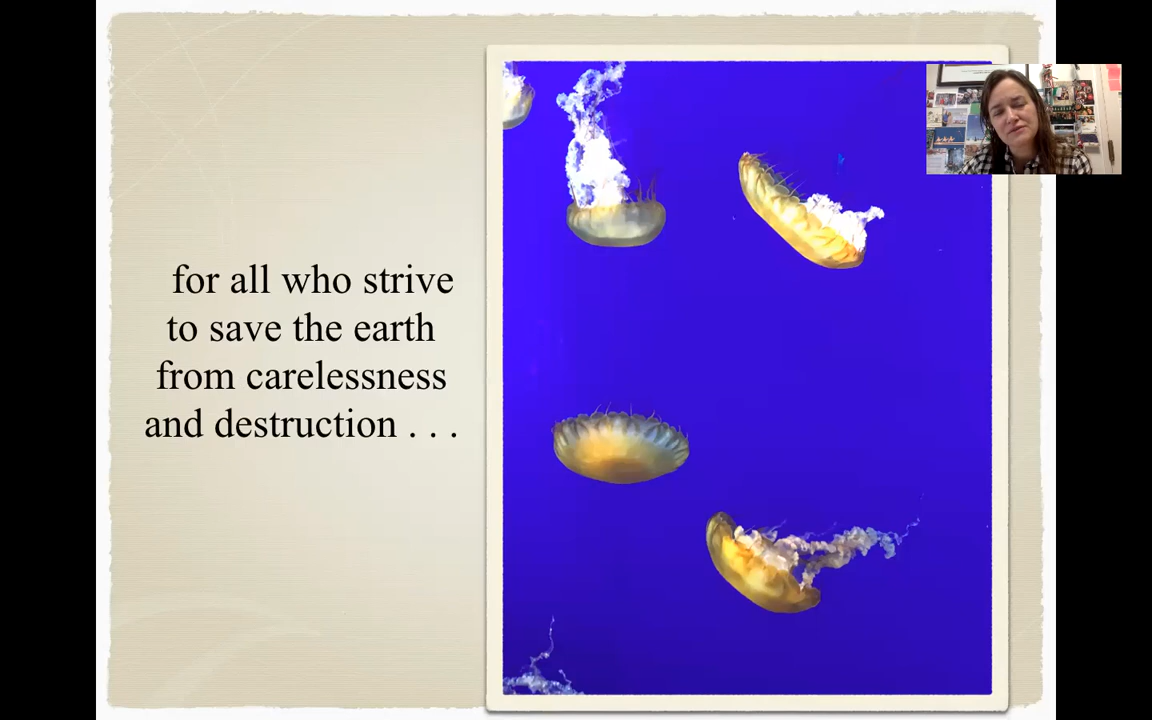 for all who strive
to save the earth
from carelessness
and destruction . . .